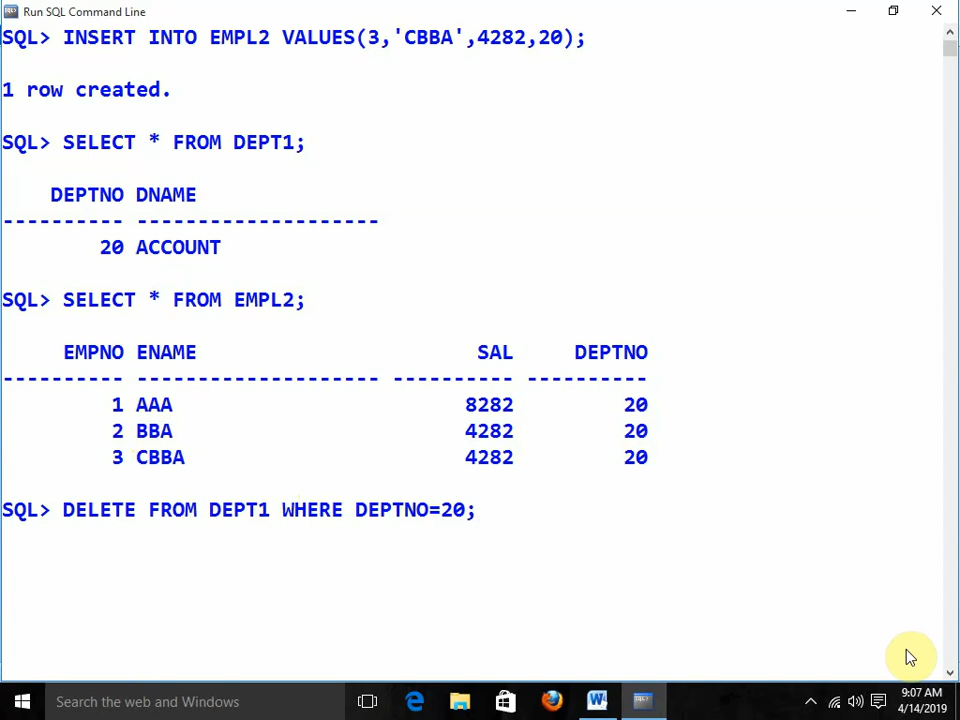 Run SQL Command Line
SQL> INSERT INTO EMPL2 VALUES(3,'CBBA',4282,20);
1 row created.
SQL> SELECT * FROM DEPT1;
DEPTNO DNAME
---------- --------------------
20 ACCOUNT
SQL> SELECT * FROM EMPL2;
EMPNO ENAME SAL DEPTNO
---------- -------------------- ---------- ----------
1 AAA 8282 20
2 BBA 4282 20
3 CBBA 4282 20
SQL> DELETE FROM DEPT1 WHERE DEPTNO=20;
Search the web and Windows
9:07 AM
4/14/2019